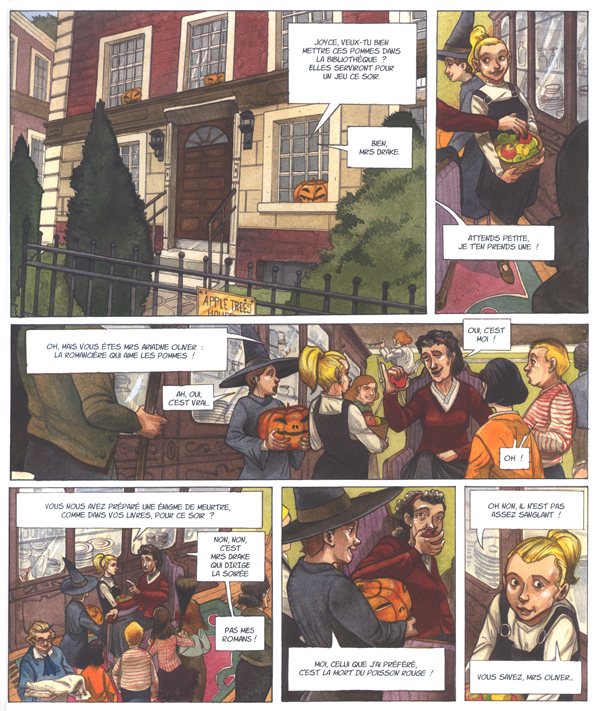 JOYCE, VEUX-TU BIEN
METTRE CES POMMES DANS
LA BIBLIOTHÈQUE ?
ELLES SERVIRONT POUR
UN JEU CE SOIR.
BIEN,
MRS DRAKE.
APPLE TREES
HOUSE
ATTENDS PETITE,
JE T'EN PRENDS UNE !
OH, MAIS VOUS ÊTES MRS ARIADNE OLIVER :
LA ROMANCIÈRE QUI AIME LES POMMES !
AH, OUI,
C'EST VRAI...
OUI, C'EST
MOI !
OH !
VOUS NOUS AVEZ PRÉPARÉ UNE ÉNIGME DE MEURTRE,
COMME DANS VOS LIVRES, POUR CE SOIR ?
NON, NON,
C'EST
MRS DRAKE
QUI DIRIGE
LA SOIRÉE
PAS MES
ROMANS !
MOI, CELUI QUE J'AI PRÉFÉRÉ,
C'EST LA MORT DU POISSON ROUGE !
OH NON, IL N'EST PAS
ASSEZ SANGLANT !
VOUS SAVEZ, MRS OLIVER...